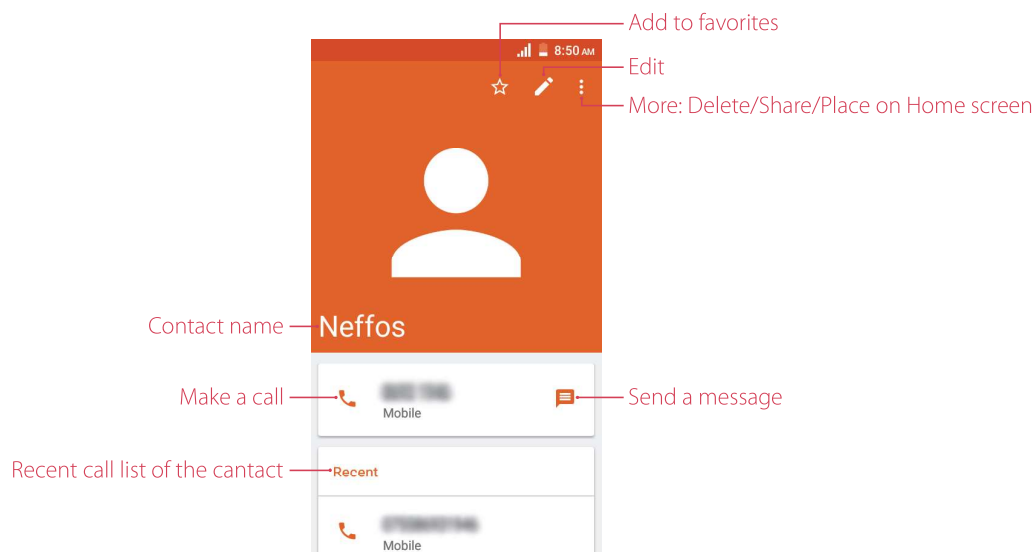 Add to favorites
8:50 AM
Edit
More: Delete/Share/Place on Home screen
Contact name
Neffos
Make a call
Mobile
Send a message
Recent call list of the cantact
Recent
Mobile